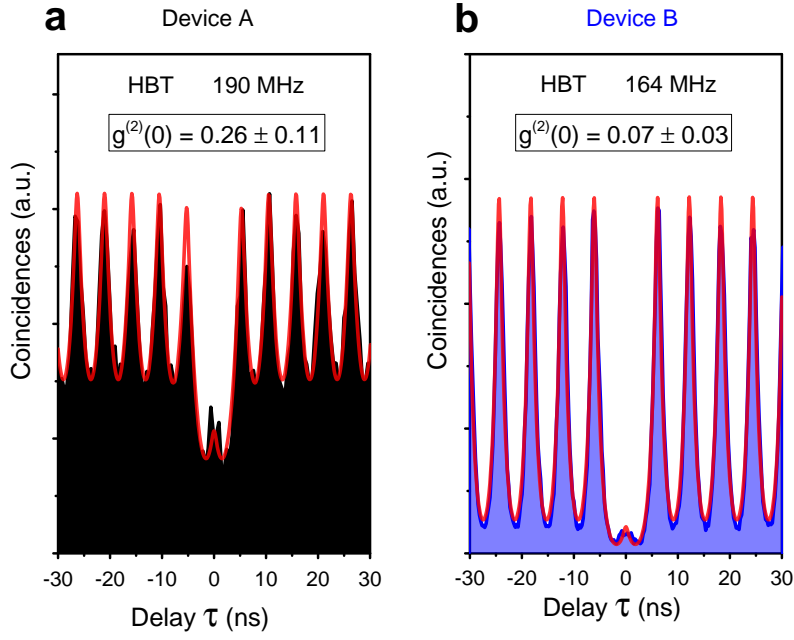 a
Device A
HBT 190 MHz
g(2)(0) = 0.26 ± 0.11
Coincidences (a.u.)
-30 -20 -10 0 10 20 30
Delay τ (ns)
b
Device B
HBT 164 MHz
g(2)(0) = 0.07 ± 0.03
Coincidences (a.u.)
-30 -20 -10 0 10 20 30
Delay τ (ns)